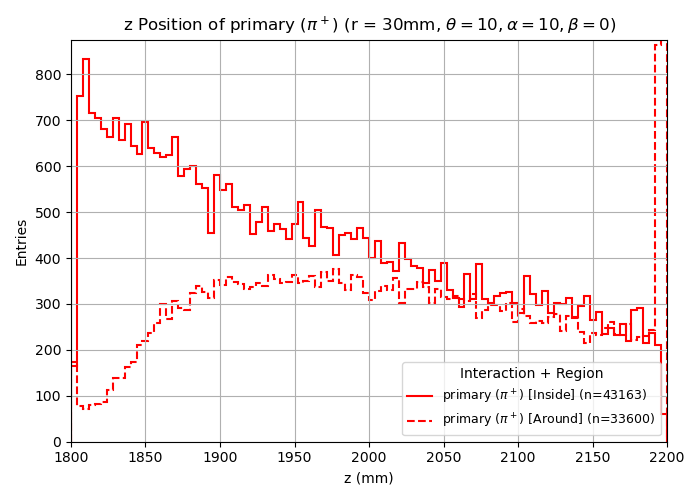 z Position of primary (π⁺) (r = 30mm, θ = 10, α = 10, β = 0)
800
700
600
500
400
300
200
100
0
Entries
1800 1850 1900 1950 2000 2050 2100 2150 2200
z (mm)
Interaction + Region
primary (π⁺) [Inside] (n=43163)
primary (π⁺) [Around] (n=33600)